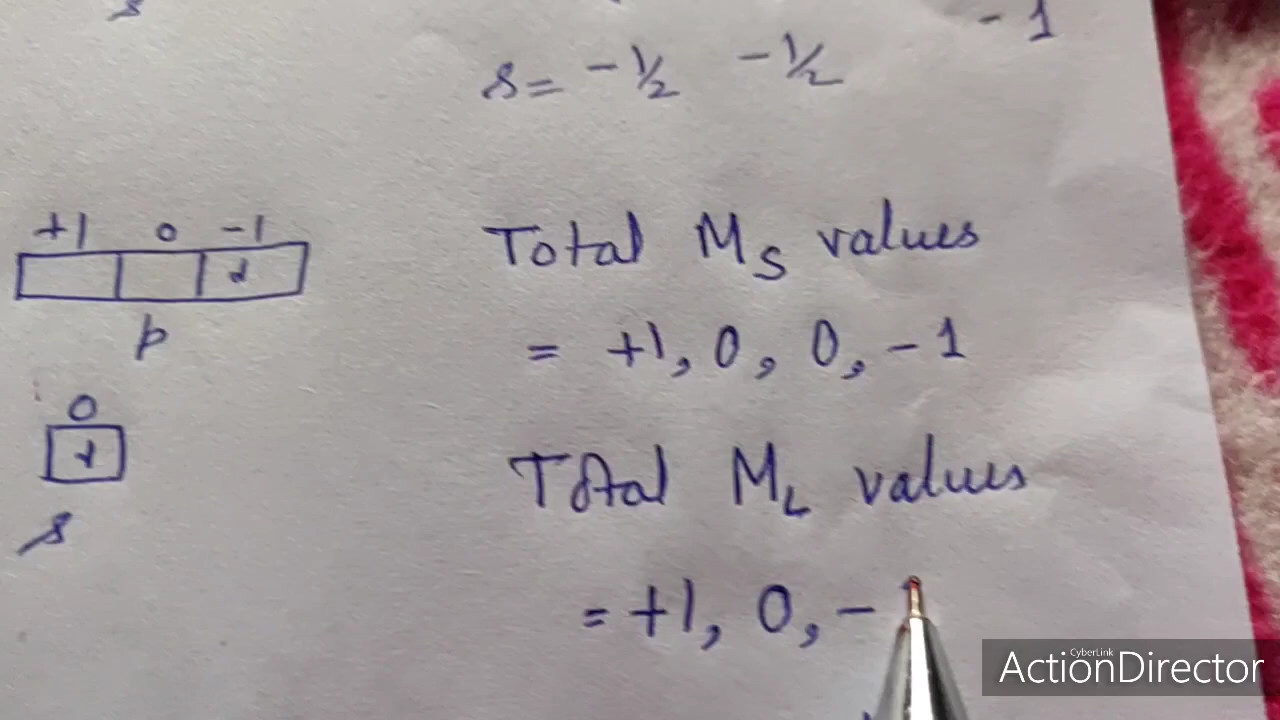 s
- 1
s = - 1/2 - 1/2
+1 0 -1
p
0
s
Total MS values
= +1, 0, 0, -1
Total ML values
= +1, 0, -
CyberLink
ActionDirector